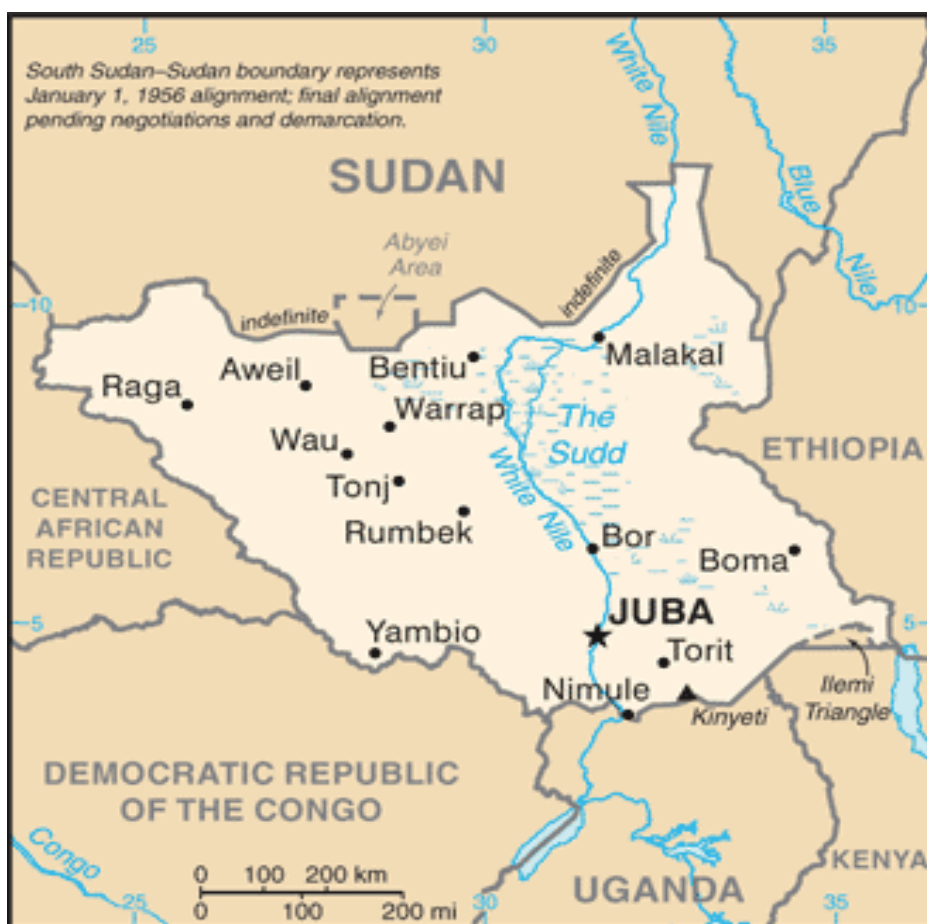 25
30
35
South Sudan–Sudan boundary represents
January 1, 1956 alignment; final alignment
pending negotiations and demarcation.
White Nile
SUDAN
Blue
Nile
Abyei
Area
10
indefinite
indefinite
10
Malakal
Bentiu
Aweil
Raga
Warrap
The
Sudd
Wau
White Nile
ETHIOPIA
Tonj
CENTRAL
AFRICAN
REPUBLIC
Rumbek
Bor
Boma
JUBA
5
5
Yambio
Torit
Nimule
Kinyeti
Ilemi
Triangle
DEMOCRATIC REPUBLIC
OF THE CONGO
Congo
KENYA
0 100 200 km
0 100 200 mi
UGANDA
25
30
35